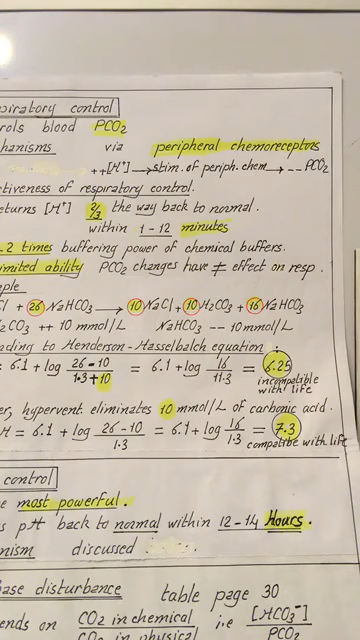 piratory control
rols blood PCO2
hanisms via peripheral chemoreceptors
++[H+] → stim. of periph. chem → -- PCO2
ctiveness of respiratory control.
eturns [H+] 2/3 the way back to normal.
within 1-12 minutes
-2 times buffering power of chemical buffers.
imited ability PCO2 changes have ≠ effect on resp.
mple
Cl + 26 NaHCO3 → 10 NaCl + 10 H2CO3 + 16 NaHCO3
2CO3 ++ 10 mmol/L NaHCO3 -- 10 mmol/L
ding to Henderson-Hasselbalch equation :
= 6.1 + log 26-10/1.3+10 = 6.1 + log 16/11.3 = 6.25
incompatible with life
er, hypervent eliminates 10 mmol/L of carbonic acid.
H = 6.1 + log 26-10/1.3 = 6.1 + log 16/1.3 = 7.3
compatible with life
control
e most powerful.
s pH back to normal within 12-14 Hours.
nism discussed
ase disturbance table page 30
ends on CO2 in chemical i.e [HCO3-]/PCO2
CO2 in physical